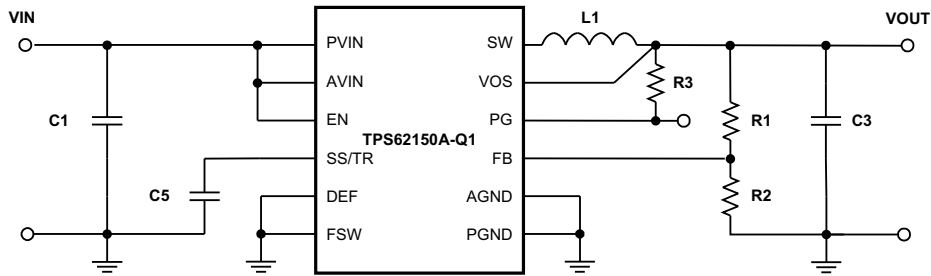 VIN
L1
VOUT
PVIN
SW
AVIN
VOS
R3
C1
EN
PG
R1
C3
TPS62150A-Q1
SS/TR
FB
C5
DEF
AGND
R2
FSW
PGND